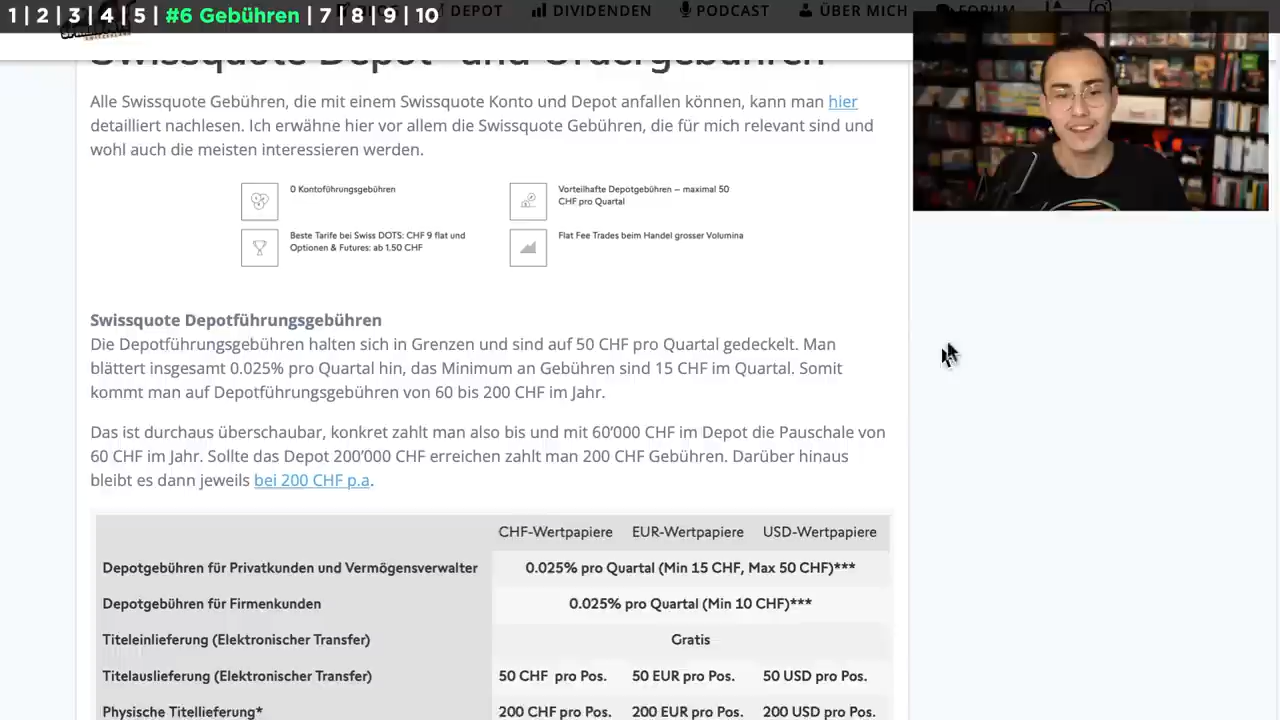 1 | 2 | 3 | 4 | 5 | #6 Gebühren | 7 | 8 | 9 | 10
DEPOT
DIVIDENDEN
PODCAST
ÜBER MICH
FORUM
Swissquote Depot- und Ordergebühren
Alle Swissquote Gebühren, die mit einem Swissquote Konto und Depot anfallen können, kann man hier
detailliert nachlesen. Ich erwähne hier vor allem die Swissquote Gebühren, die für mich relevant sind und
wohl auch die meisten interessieren werden.
0 Kontoführungsgebühren
Vorteilhafte Depotgebühren – maximal 50
CHF pro Quartal
Beste Tarife bei Swiss DOTS: CHF 9 flat und
Optionen & Futures: ab 1.50 CHF
Flat Fee Trades beim Handel grosser Volumina
Swissquote Depotführungsgebühren
Die Depotführungsgebühren halten sich in Grenzen und sind auf 50 CHF pro Quartal gedeckelt. Man
blättert insgesamt 0.025% pro Quartal hin, das Minimum an Gebühren sind 15 CHF im Quartal. Somit
kommt man auf Depotführungsgebühren von 60 bis 200 CHF im Jahr.
Das ist durchaus überschaubar, konkret zahlt man also bis und mit 60’000 CHF im Depot die Pauschale von
60 CHF im Jahr. Sollte das Depot 200’000 CHF erreichen zahlt man 200 CHF Gebühren. Darüber hinaus
bleibt es dann jeweils bei 200 CHF p.a.
CHF-Wertpapiere EUR-Wertpapiere USD-Wertpapiere
Depotgebühren für Privatkunden und Vermögensverwalter 0.025% pro Quartal (Min 15 CHF, Max 50 CHF)***
Depotgebühren für Firmenkunden 0.025% pro Quartal (Min 10 CHF)***
Titeleinlieferung (Elektronischer Transfer) Gratis
Titelauslieferung (Elektronischer Transfer) 50 CHF pro Pos. 50 EUR pro Pos. 50 USD pro Pos.
Physische Titellieferung* 200 CHF pro Pos. 200 EUR pro Pos. 200 USD pro Pos.